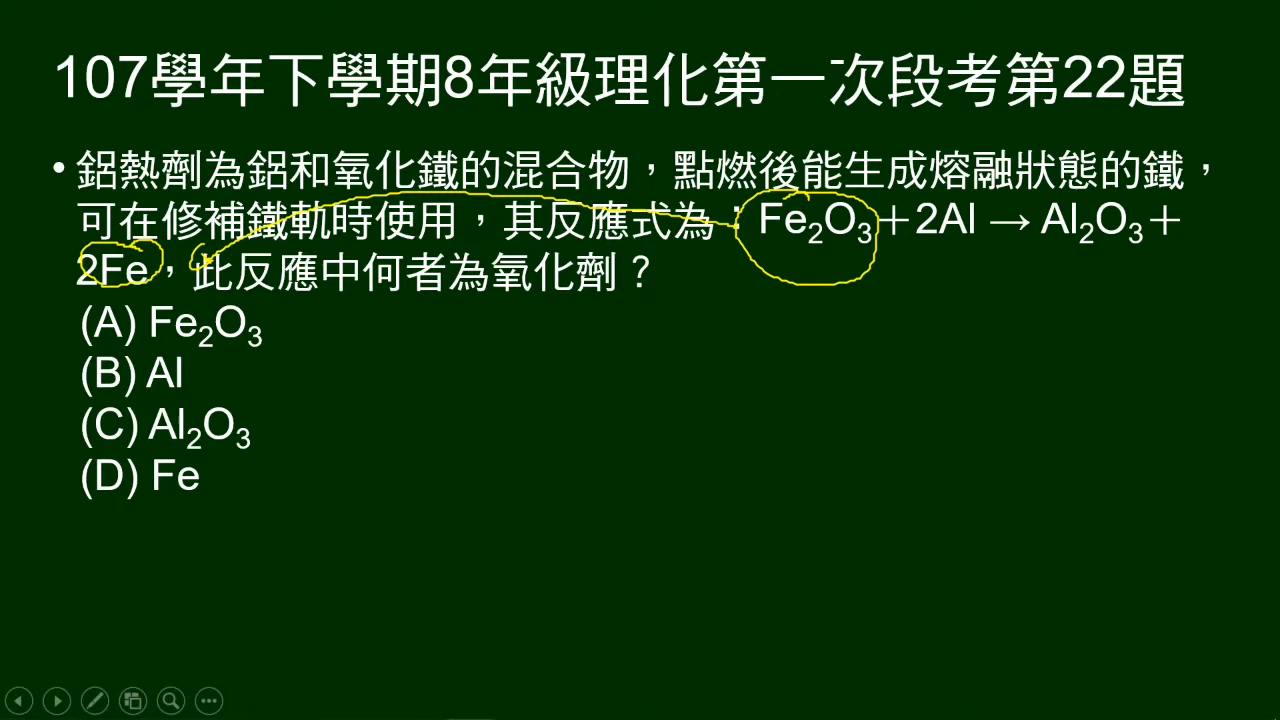 107學年下學期8年級理化第一次段考第22題
• 鋁熱劑為鋁和氧化鐵的混合物，點燃後能生成熔融狀態的鐵，
可在修補鐵軌時使用，其反應式為：Fe₂O₃＋2Al → Al₂O₃＋
2Fe，此反應中何者為氧化劑？
(A) Fe₂O₃
(B) Al
(C) Al₂O₃
(D) Fe